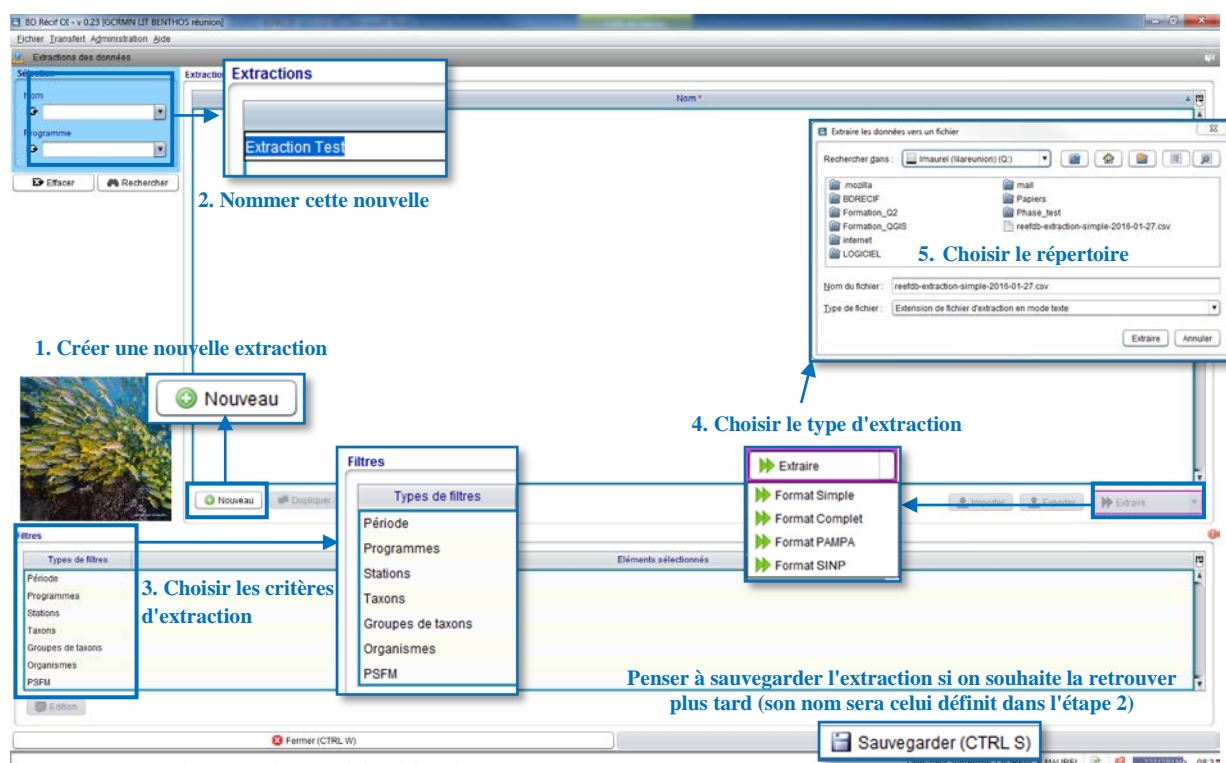 BD Récif OI - v 0.23 [GCRMN LIT BENTHOS réunion]
Eichier Transfert Administration Aide
Extractions des données
Sélection
Nom
Programme
Effacer
Rechercher
Extractions
Nom *
Extraction Test
2. Nommer cette nouvelle
Extraire les données vers un fichier
Rechercher dans :
lmaurel (\\lareunion) (Q:)
.mozilla
BDRECIF
Formation_Q2
Formation_QGIS
internet
LOGICIEL
mail
Papiers
Phase_test
reefdb-extraction-simple-2016-01-27.csv
5. Choisir le répertoire
Nom du fichier :
reefdb-extraction-simple-2016-01-27.csv
Type de fichier :
Extension de fichier d'extraction en mode texte
Extraire
Annuler
1. Créer une nouvelle extraction
Nouveau
4. Choisir le type d'extraction
Extraire
Format Simple
Format Complet
Format PAMPA
Format SINP
Nouveau
Dupliquer
Importer
Exporter
Extraire
Filtres
Types de filtres
Eléments sélectionnés
Période
Programmes
Stations
Taxons
Groupes de taxons
Organismes
PSFM
3. Choisir les critères
d'extraction
Filtres
Types de filtres
Période
Programmes
Stations
Taxons
Groupes de taxons
Organismes
PSFM
Edition
Penser à sauvegarder l'extraction si on souhaite la retrouver
plus tard (son nom sera celui définit dans l'étape 2)
Fermer (CTRL W)
Sauvegarder (CTRL S)